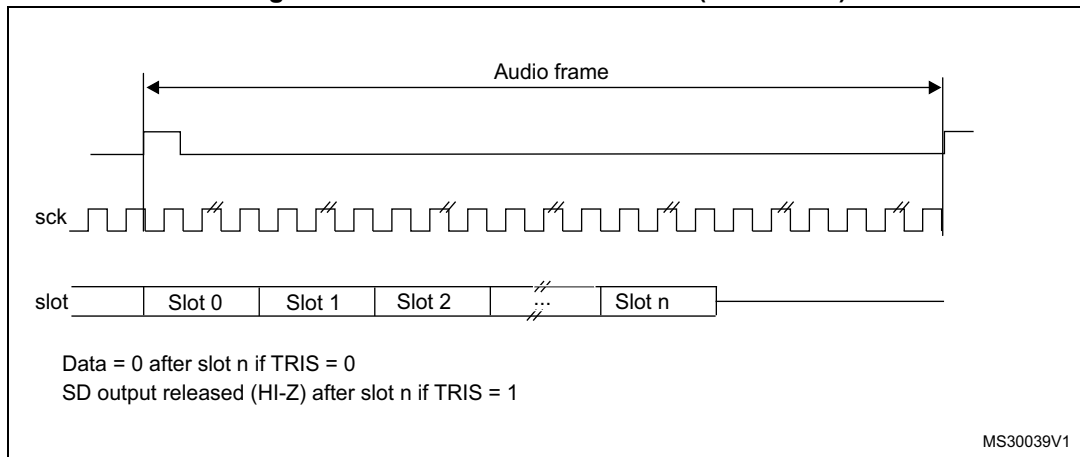 Audio frame
sck
slot Slot 0 Slot 1 Slot 2 ... Slot n
Data = 0 after slot n if TRIS = 0
SD output released (HI-Z) after slot n if TRIS = 1
MS30039V1